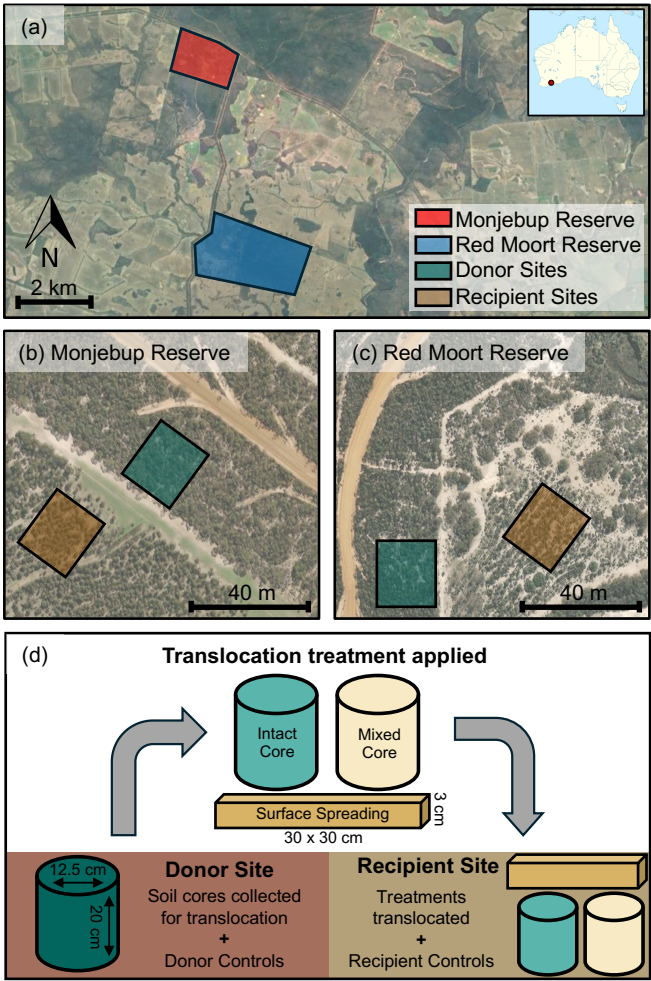 (a)
N
2 km
Monjebup Reserve
Red Moort Reserve
Donor Sites
Recipient Sites
(b) Monjebup Reserve
40 m
(c) Red Moort Reserve
40 m
(d)
Translocation treatment applied
Intact
Core
Mixed
Core
Surface Spreading
3 cm
30 x 30 cm
12.5 cm
20 cm
Donor Site
Soil cores collected
for translocation
+
Donor Controls
Recipient Site
Treatments
translocated
+
Recipient Controls